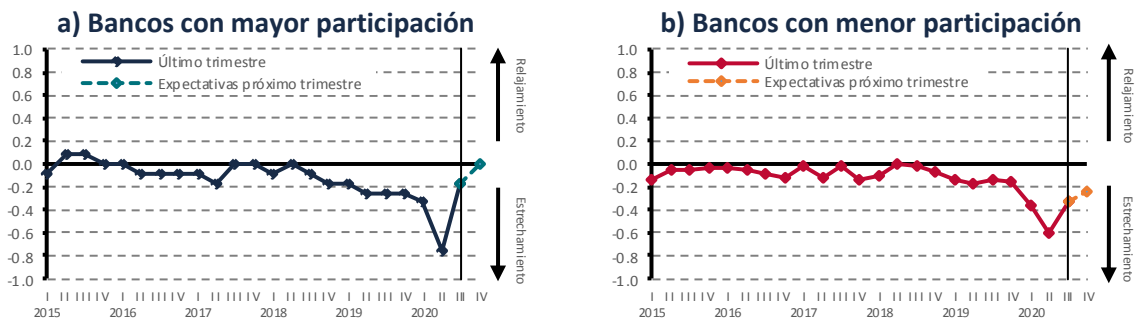 a) Bancos con mayor participación
1.0
0.8
0.6
0.4
0.2
0.0
-0.2
-0.4
-0.6
-0.8
-1.0
Último trimestre
Expectativas próximo trimestre
Relajamiento
Estrechamiento
I II III IV I II III IV I II III IV I II III IV I II III IV I II III IV
2015 2016 2017 2018 2019 2020
b) Bancos con menor participación
1.0
0.8
0.6
0.4
0.2
0.0
-0.2
-0.4
-0.6
-0.8
-1.0
Último trimestre
Expectativas próximo trimestre
Relajamiento
Estrechamiento
I II III IV I II III IV I II III IV I II III IV I II III IV I II III IV
2015 2016 2017 2018 2019 2020